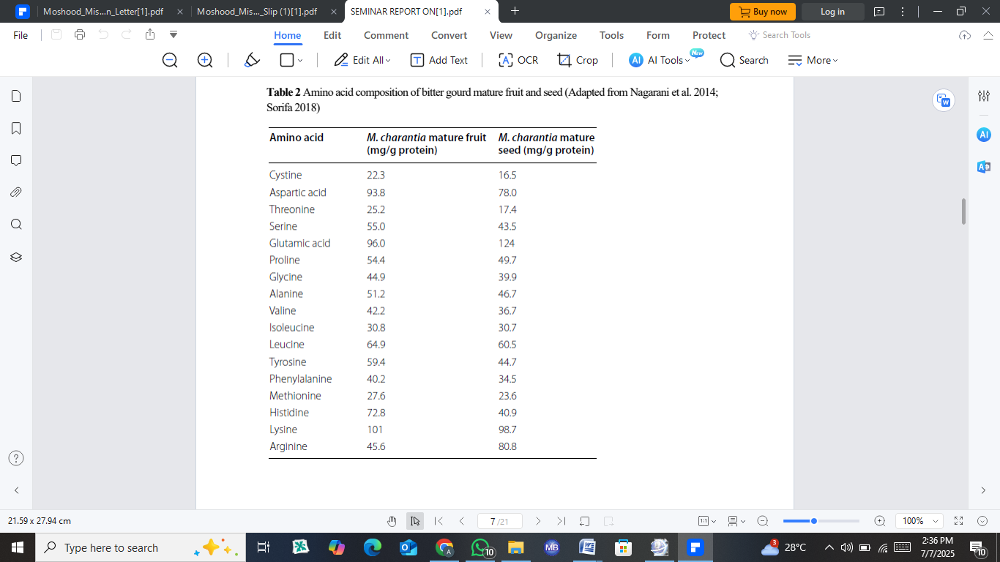 Moshood_Mis...n_Letter[1].pdf
Moshood_Mis..._Slip (1)[1].pdf
SEMINAR REPORT ON[1].pdf
Buy now
Log in
File
Home Edit Comment Convert View Organize Tools Form Protect Search Tools
Edit All Add Text OCR Crop AI AI Tools New Search More
Table 2 Amino acid composition of bitter gourd mature fruit and seed (Adapted from Nagarani et al. 2014;
Sorifa 2018)
Amino acid M. charantia mature fruit M. charantia mature
(mg/g protein) seed (mg/g protein)
Cystine 22.3 16.5
Aspartic acid 93.8 78.0
Threonine 25.2 17.4
Serine 55.0 43.5
Glutamic acid 96.0 124
Proline 54.4 49.7
Glycine 44.9 39.9
Alanine 51.2 46.7
Valine 42.2 36.7
Isoleucine 30.8 30.7
Leucine 64.9 60.5
Tyrosine 59.4 44.7
Phenylalanine 40.2 34.5
Methionine 27.6 23.6
Histidine 72.8 40.9
Lysine 101 98.7
Arginine 45.6 80.8
W
AI
A
21.59 x 27.94 cm
7 /21
1:1
100%
Type here to search
A
10
MB
W
3
28°C
2:36 PM
7/7/2025
10